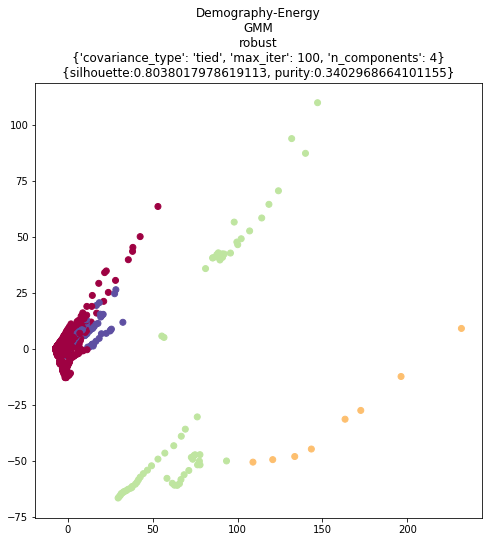 Demography-Energy
GMM
robust
{'covariance_type': 'tied', 'max_iter': 100, 'n_components': 4}
{silhouette:0.8038017978619113, purity:0.3402968664101155}
100
75
50
25
0
−25
−50
−75
0 50 100 150 200